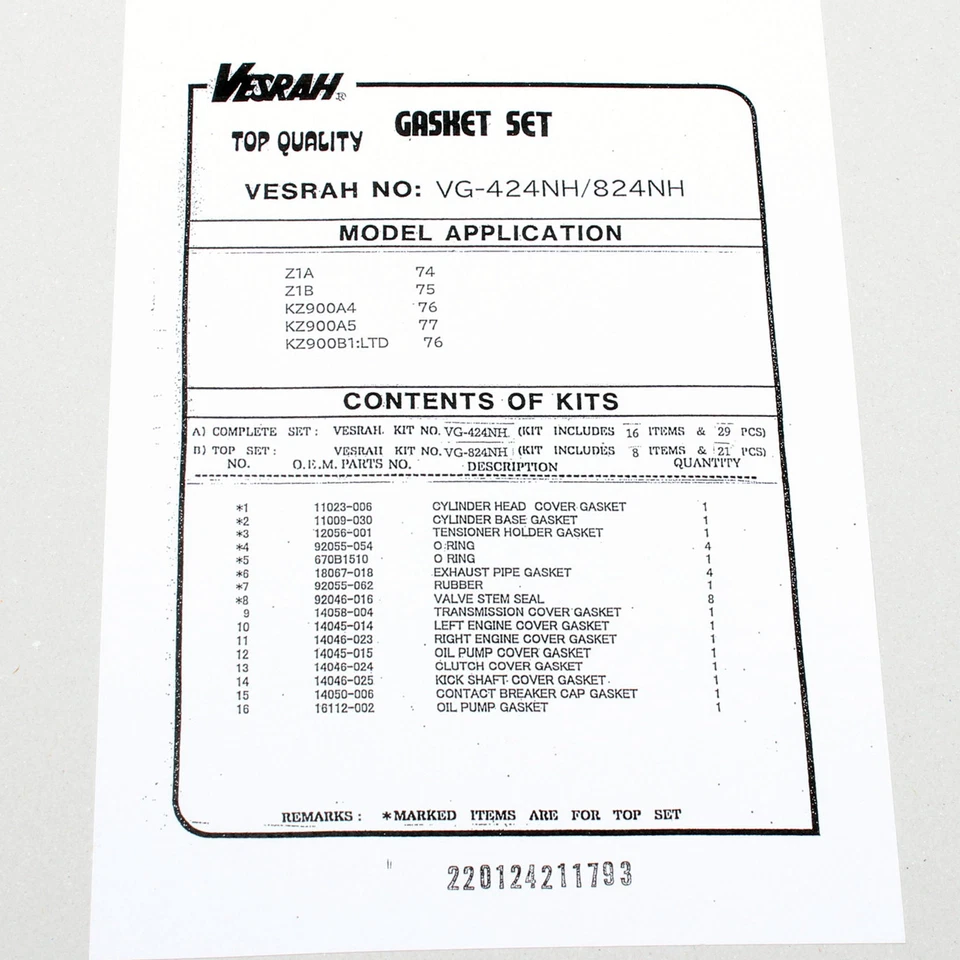 VESRAH®
TOP QUALITY GASKET SET
VESRAH NO: VG-424NH/824NH
MODEL APPLICATION
Z1A 74
Z1B 75
KZ900A4 76
KZ900A5 77
KZ900B1:LTD 76
CONTENTS OF KITS
A) COMPLETE SET: VESRAH KIT NO. VG-424NH (KIT INCLUDES 16 ITEMS & 29 PCS)
B) TOP SET: VESRAH KIT NO. VG-824NH (KIT INCLUDES 8 ITEMS & 21 PCS)
NO. O.E.M. PARTS NO. DESCRIPTION QUANTITY
*1 11023-006 CYLINDER HEAD COVER GASKET 1
*2 11009-030 CYLINDER BASE GASKET 1
*3 12056-001 TENSIONER HOLDER GASKET 1
*4 92055-054 O RING 4
*5 670B1510 O RING 1
*6 18067-018 EXHAUST PIPE GASKET 4
*7 92055-062 RUBBER 1
*8 92046-016 VALVE STEM SEAL 8
9 14058-004 TRANSMISSION COVER GASKET 1
10 14045-014 LEFT ENGINE COVER GASKET 1
11 14046-023 RIGHT ENGINE COVER GASKET 1
12 14045-015 OIL PUMP COVER GASKET 1
13 14046-024 CLUTCH COVER GASKET 1
14 14046-025 KICK SHAFT COVER GASKET 1
15 14050-006 CONTACT BREAKER CAP GASKET 1
16 16112-002 OIL PUMP GASKET 1
REMARKS: *MARKED ITEMS ARE FOR TOP SET
220124211793